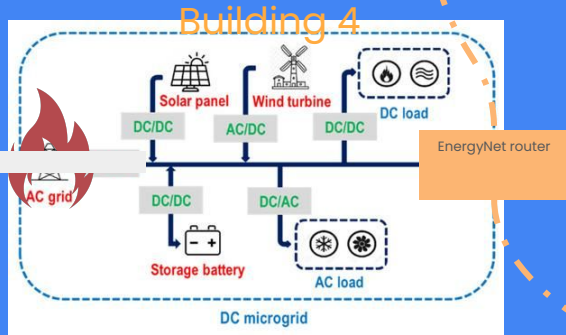 Building 4
Solar panel
Wind turbine
DC load
DC/DC
AC/DC
DC/DC
EnergyNet router
AC grid
DC/DC
DC/AC
Storage battery
AC load
DC microgrid